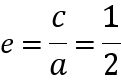 e = c/a = 1/2